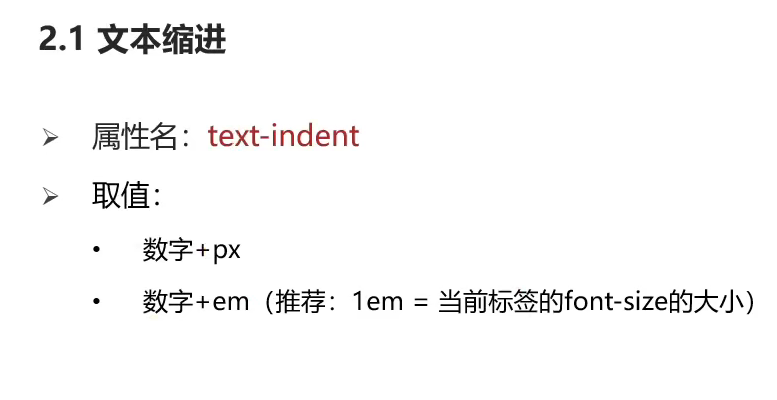 2.1 文本缩进
➢ 属性名：text-indent
➢ 取值：
• 数字+px
• 数字+em（推荐：1em = 当前标签的font-size的大小）